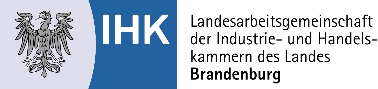 IHK
Landesarbeitsgemeinschaft
der Industrie- und Handels-
kammern des Landes
Brandenburg